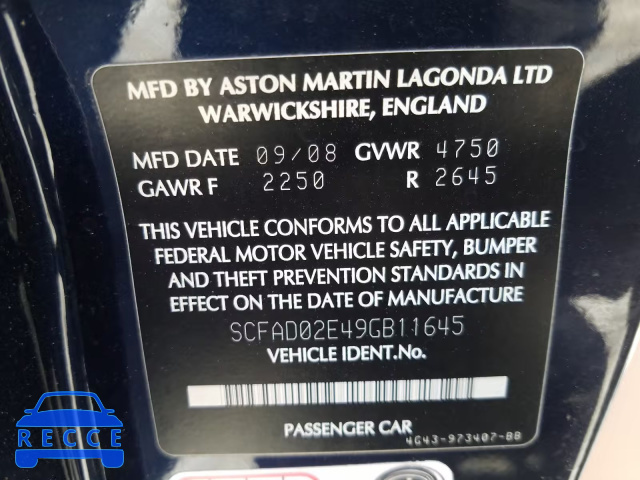 MFD BY ASTON MARTIN LAGONDA LTD
WARWICKSHIRE, ENGLAND
MFD DATE 09/08 GVWR 4750
GAWR F 2250 R 2645
THIS VEHICLE CONFORMS TO ALL APPLICABLE
FEDERAL MOTOR VEHICLE SAFETY, BUMPER
AND THEFT PREVENTION STANDARDS IN
EFFECT ON THE DATE OF MANUFACTURE
SCFAD02E49GB11645
VEHICLE IDENT.No.
PASSENGER CAR
4G43-973407-BB
RECCE